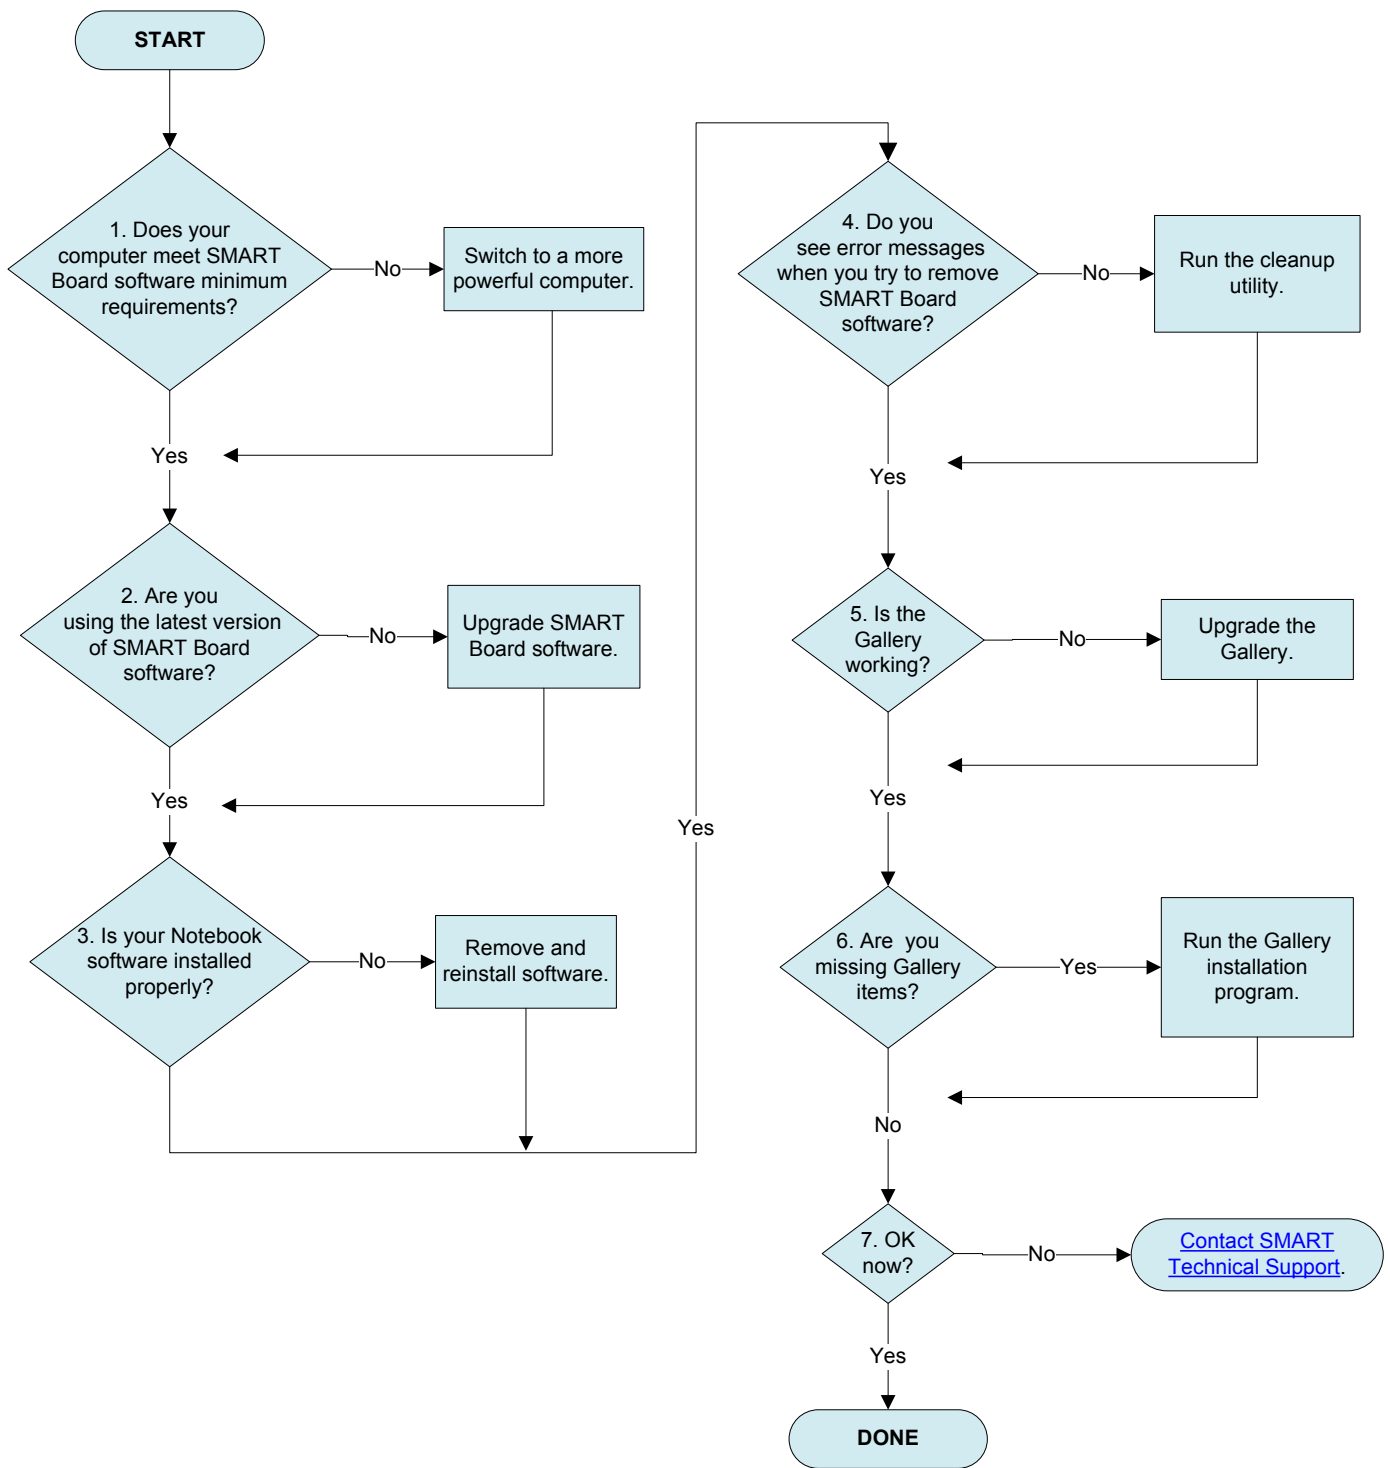 START
1. Does your
computer meet SMART
Board software minimum
requirements?
No
Switch to a more
powerful computer.
Yes
2. Are you
using the latest version
of SMART Board
software?
No
Upgrade SMART
Board software.
Yes
3. Is your Notebook
software installed
properly?
No
Remove and
reinstall software.
Yes
4. Do you
see error messages
when you try to remove
SMART Board
software?
No
Run the cleanup
utility.
Yes
5. Is the
Gallery
working?
No
Upgrade the
Gallery.
Yes
6. Are you
missing Gallery
items?
Yes
Run the Gallery
installation
program.
No
7. OK
now?
No
Contact SMART
Technical Support.
Yes
DONE